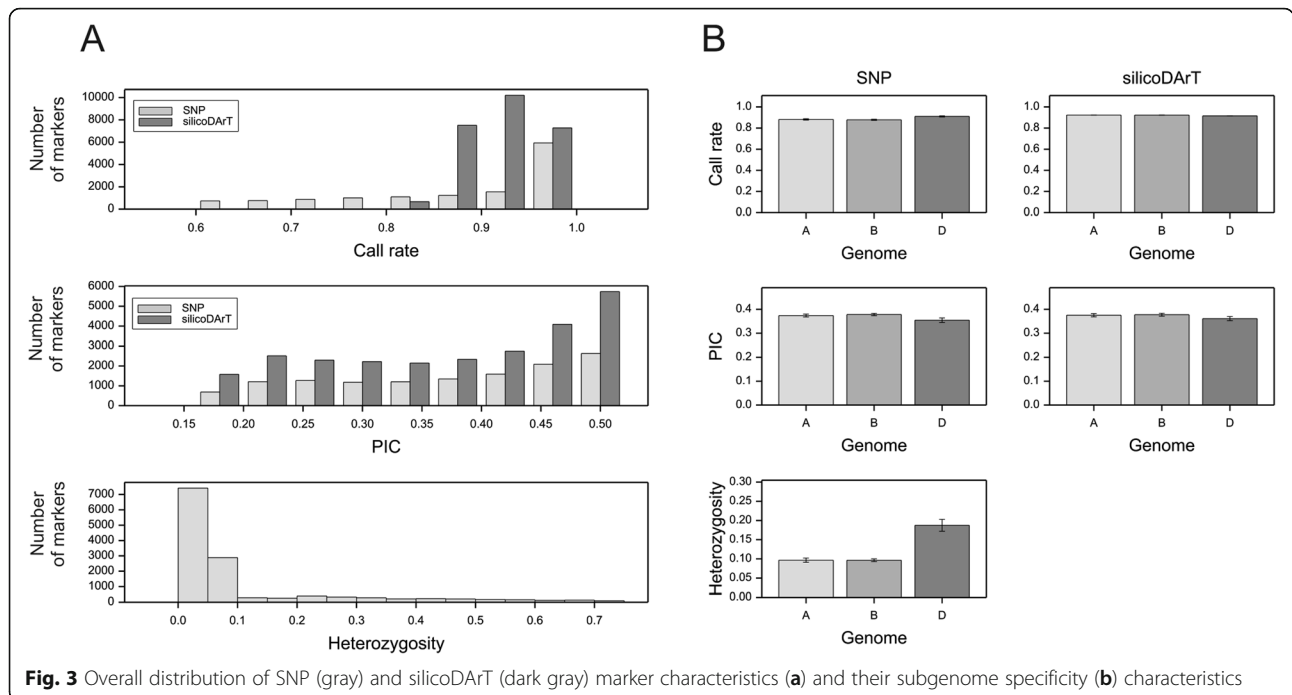 A
Number
of markers
10000
8000
6000
4000
2000
0
SNP
silicoDArT
0.6 0.7 0.8 0.9 1.0
Call rate
Number
of markers
6000
5000
4000
3000
2000
1000
0
SNP
silicoDArT
0.15 0.20 0.25 0.30 0.35 0.40 0.45 0.50
PIC
Number
of markers
7000
6000
5000
4000
3000
2000
1000
0
0.0 0.1 0.2 0.3 0.4 0.5 0.6 0.7
Heterozygosity
B
SNP
Call rate
1.0
0.8
0.6
0.4
0.2
0.0
A B D
Genome
silicoDArT
1.0
0.8
0.6
0.4
0.2
0.0
A B D
Genome
PIC
0.4
0.3
0.2
0.1
0.0
A B D
Genome
0.4
0.3
0.2
0.1
0.0
A B D
Genome
Heterozygosity
0.30
0.25
0.20
0.15
0.10
0.05
0.00
A B D
Genome
Fig. 3 Overall distribution of SNP (gray) and silicoDArT (dark gray) marker characteristics (a) and their subgenome specificity (b) characteristics